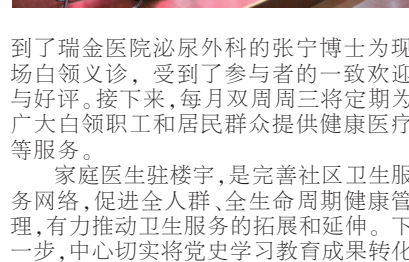 到了瑞金医院泌尿外科的张宁博士为现
场白领义诊，受到了参与者的一致欢迎
与好评。接下来，每月双周周三将定期为
广大白领职工和居民群众提供健康医疗
等服务。
家庭医生驻楼宇，是完善社区卫生服
务网络，促进全人群、全生命周期健康管
理，有力推动卫生服务的拓展和延伸。下
一步，中心切实将党史学习教育成果转化